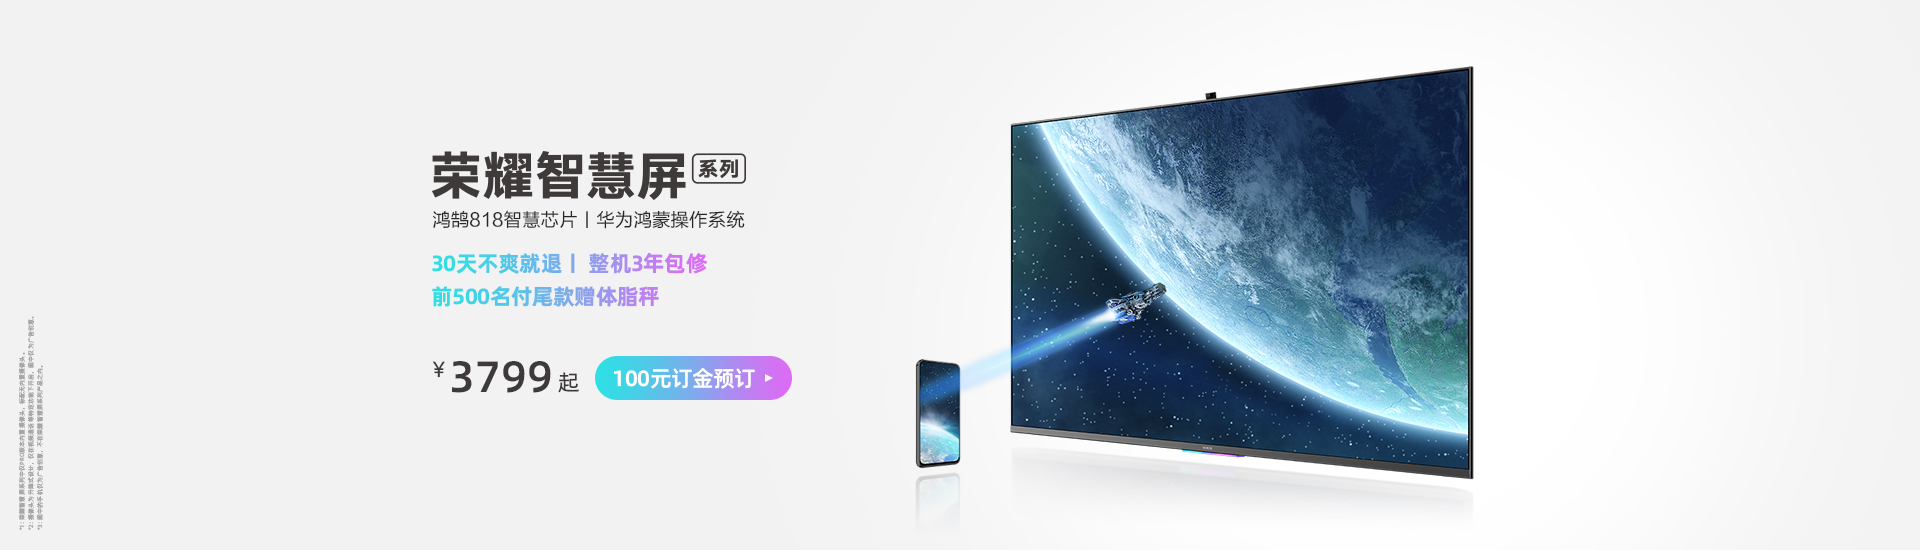 荣耀智慧屏 系列
鸿鹄818智慧芯片丨华为鸿蒙操作系统
30天不爽就退丨 整机3年包修
前500名付尾款赠体脂秤
¥3799起
100元订金预订